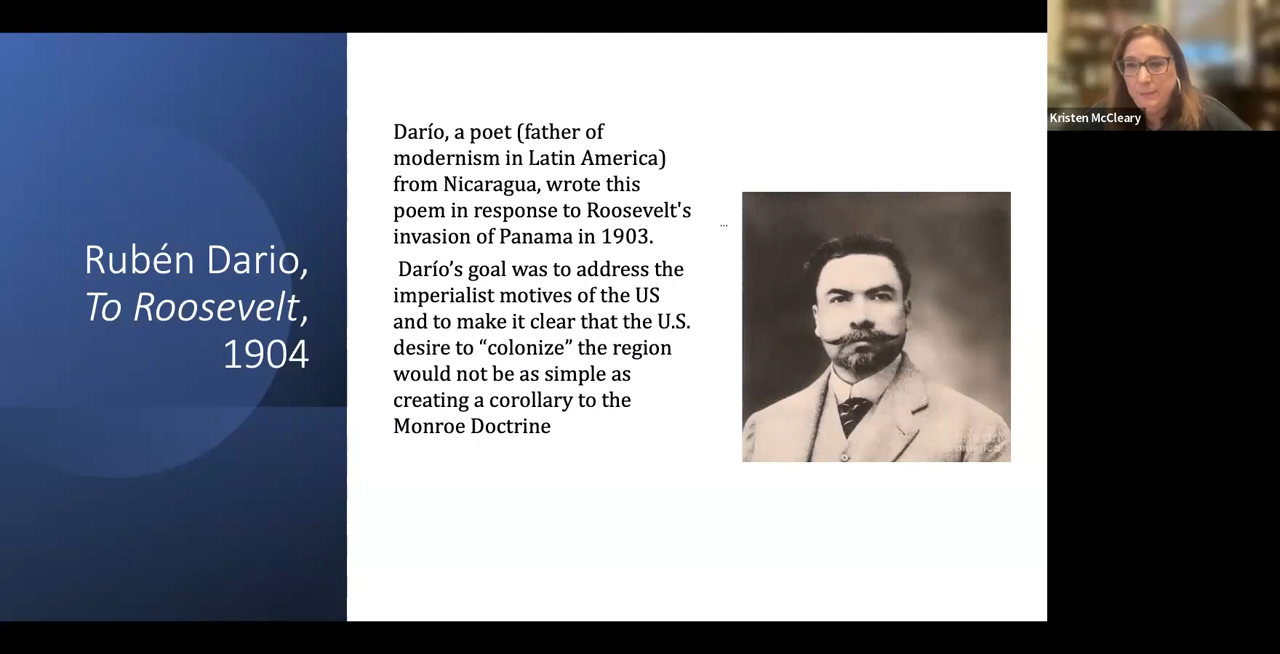 Rubén Dario,
To Roosevelt,
1904
Darío, a poet (father of
modernism in Latin America)
from Nicaragua, wrote this
poem in response to Roosevelt's
invasion of Panama in 1903.
Darío’s goal was to address the
imperialist motives of the US
and to make it clear that the U.S.
desire to “colonize” the region
would not be as simple as
creating a corollary to the
Monroe Doctrine
...
Kristen McCleary